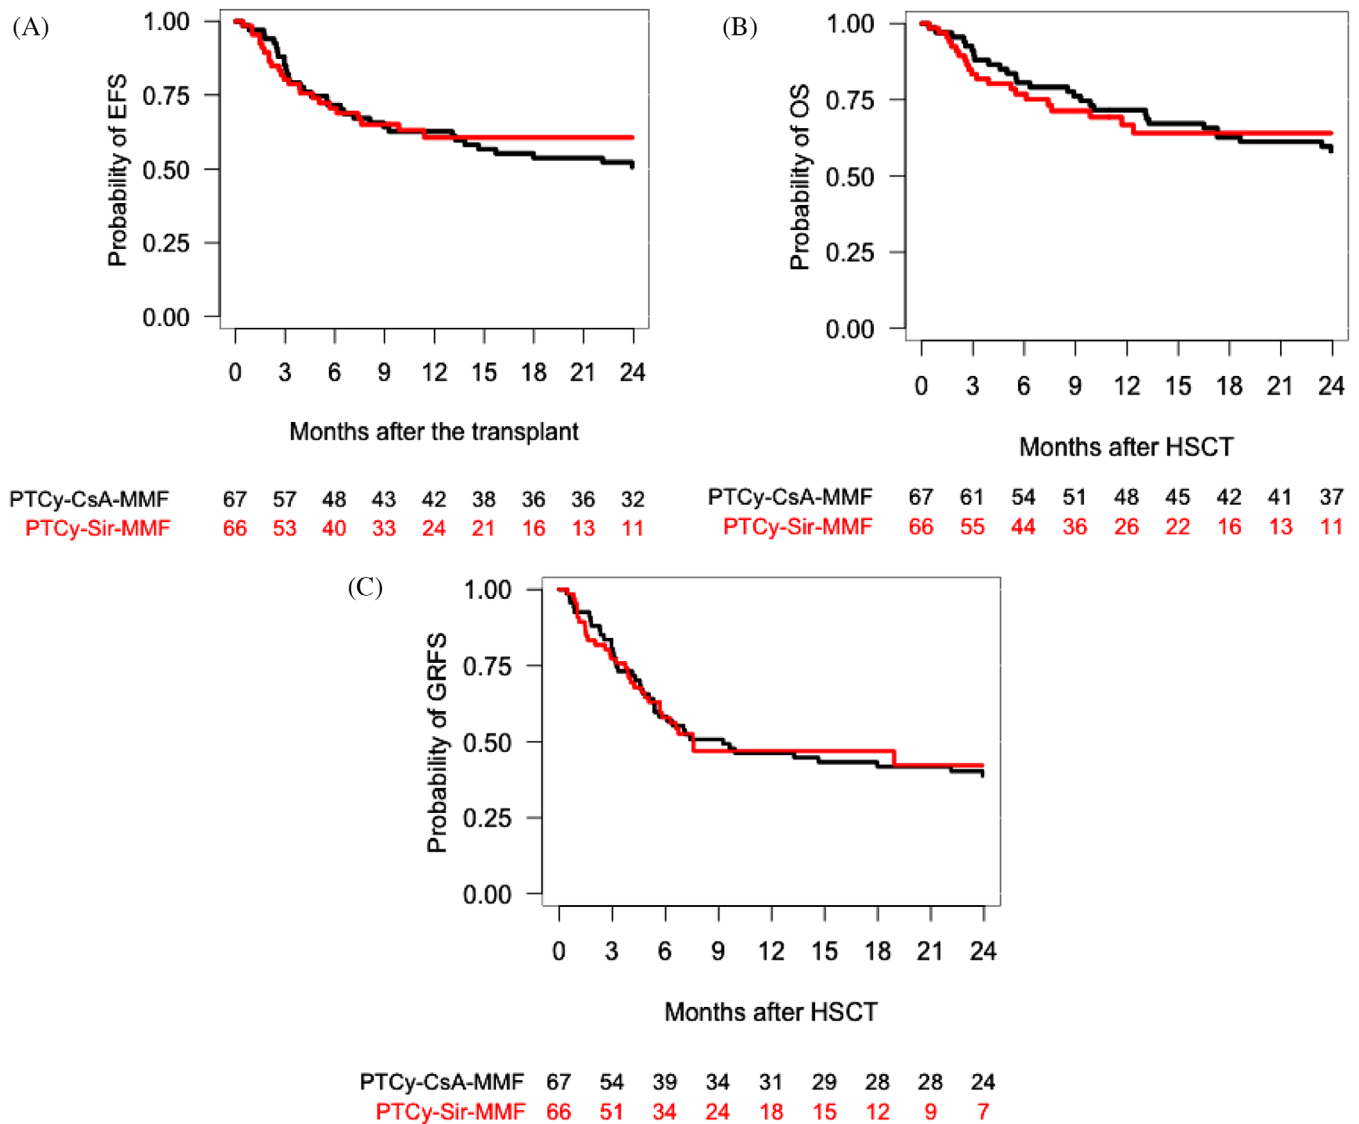 (A)
Probability of EFS
1.00
0.75
0.50
0.25
0.00
0 3 6 9 12 15 18 21 24
Months after the transplant
PTCy-CsA-MMF 67 57 48 43 42 38 36 36 32
PTCy-Sir-MMF 66 53 40 33 24 21 16 13 11
(B)
Probability of OS
1.00
0.75
0.50
0.25
0.00
0 3 6 9 12 15 18 21 24
Months after HSCT
PTCy-CsA-MMF 67 61 54 51 48 45 42 41 37
PTCy-Sir-MMF 66 55 44 36 26 22 16 13 11
(C)
Probability of GRFS
1.00
0.75
0.50
0.25
0.00
0 3 6 9 12 15 18 21 24
Months after HSCT
PTCy-CsA-MMF 67 54 39 34 31 29 28 28 24
PTCy-Sir-MMF 66 51 34 24 18 15 12 9 7